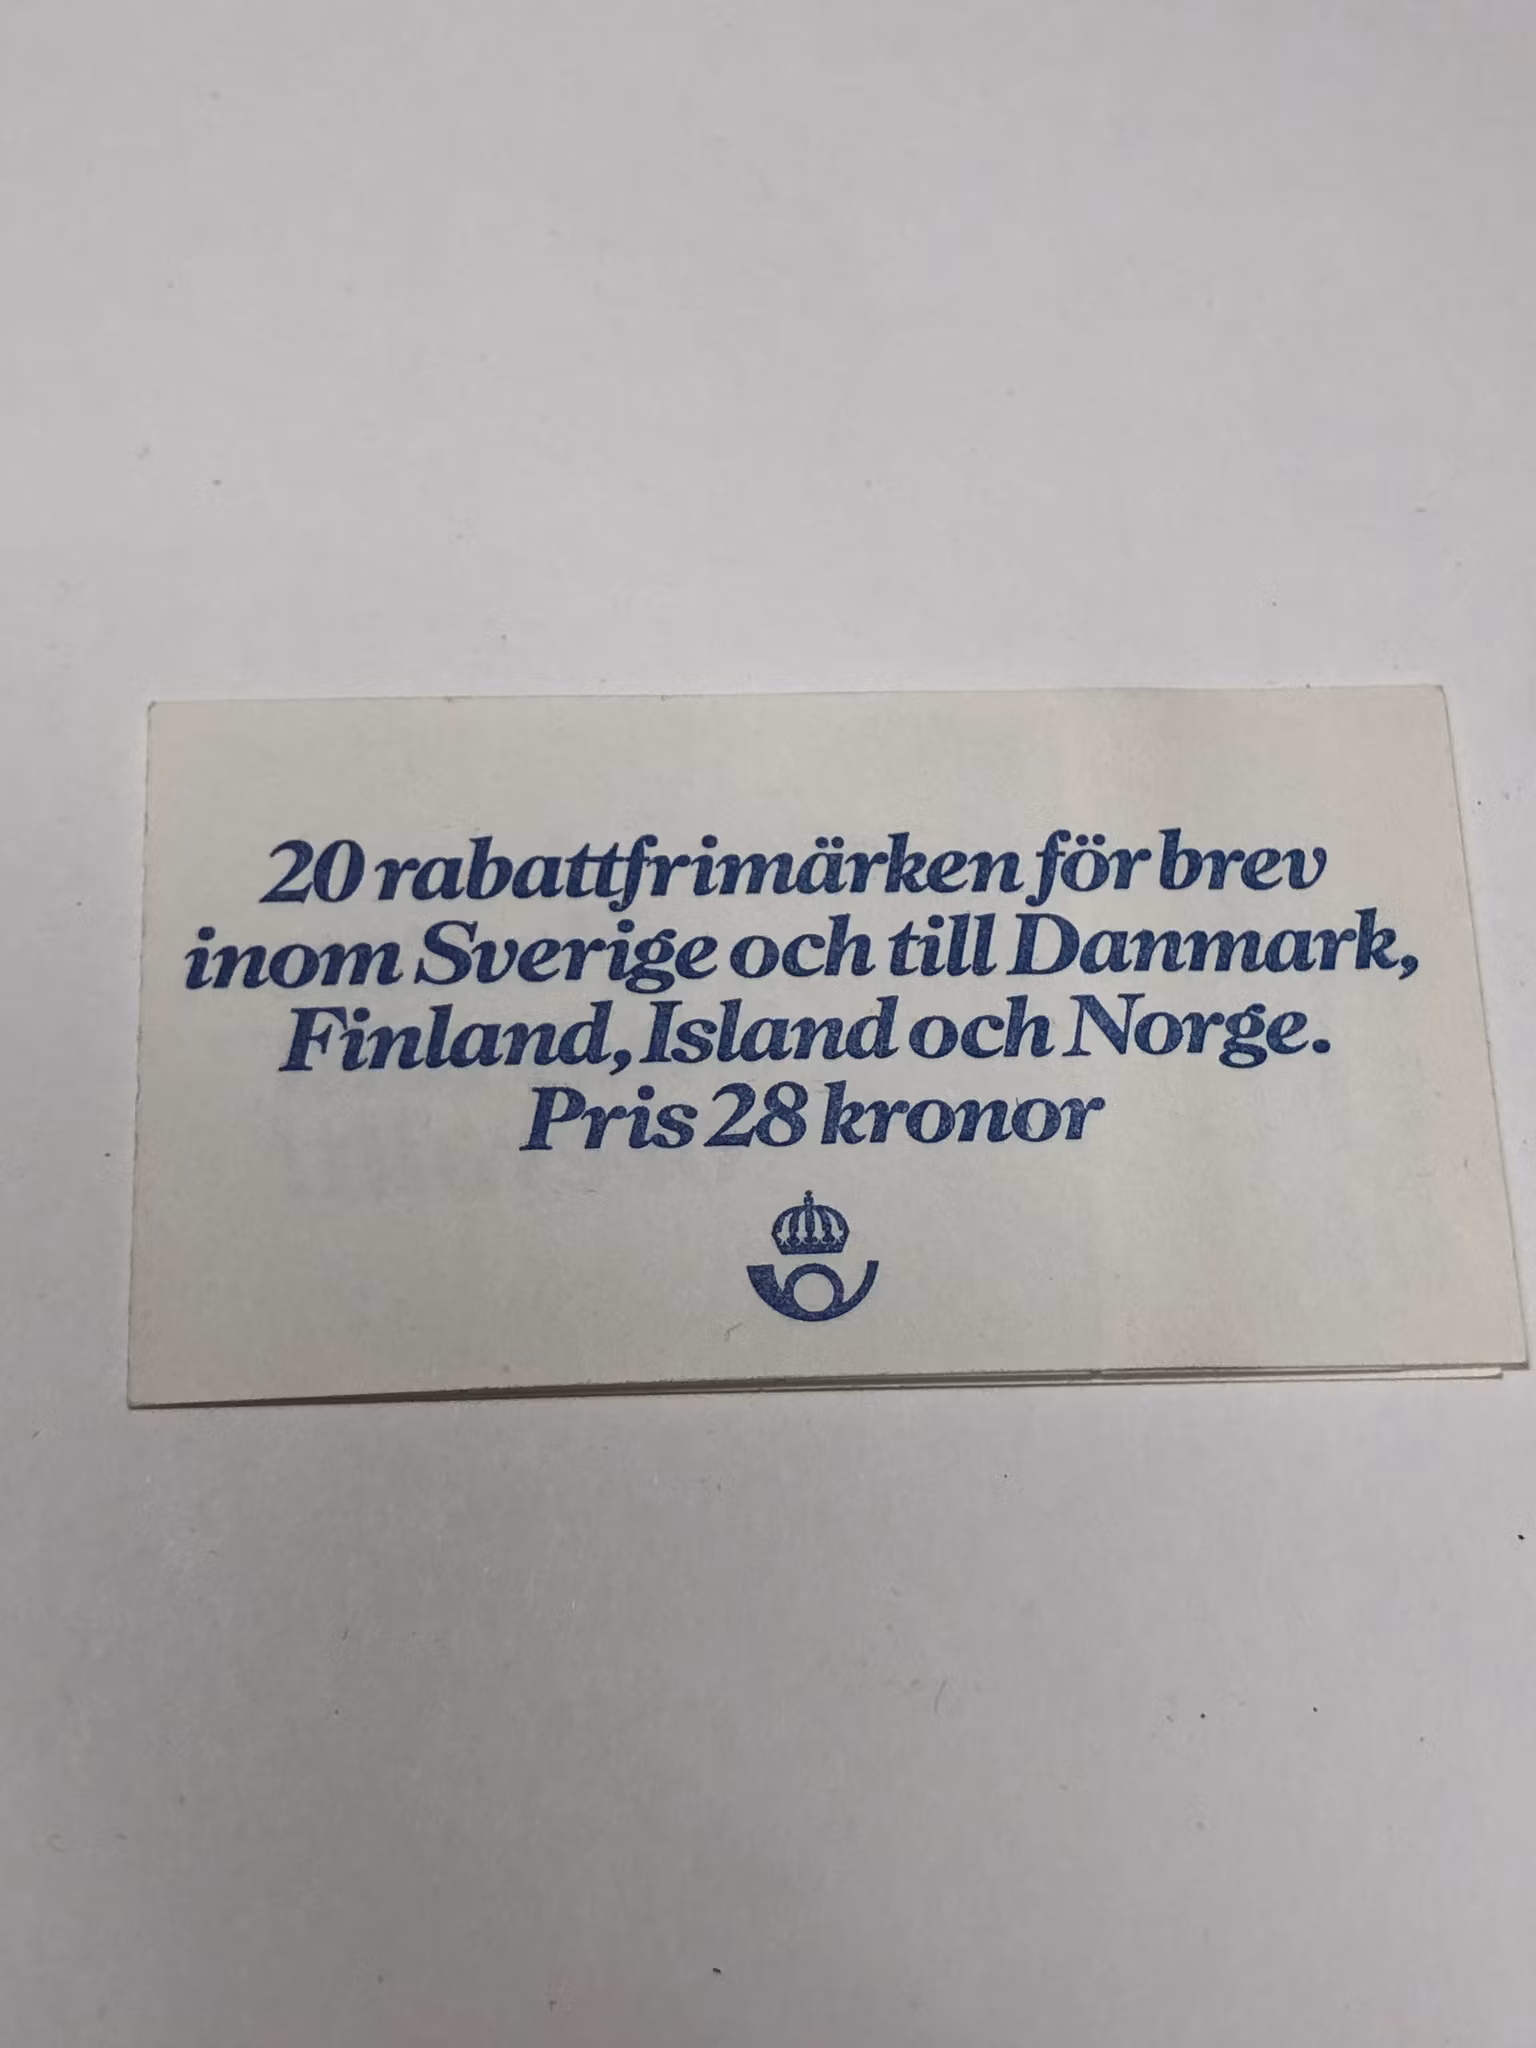 20 rabattfrimärken för brev
inom Sverige och till Danmark,
Finland, Island och Norge.
Pris 28 kronor